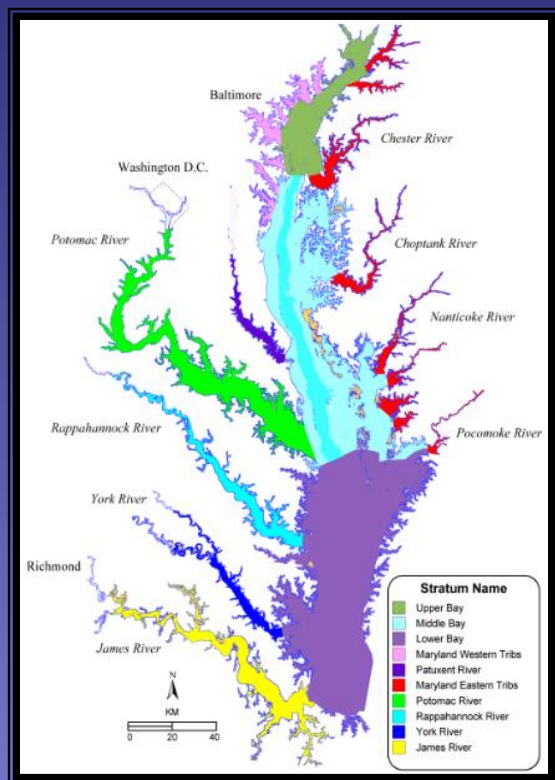 Baltimore
Chester River
Washington D.C.
Potomac River
Choptank River
Nanticoke River
Rappahannock River
Pocomoke River
York River
Richmond
James River
N
KM
0 20 40
Stratum Name
Upper Bay
Middle Bay
Lower Bay
Maryland Western Tribs
Patuxent River
Maryland Eastern Tribs
Potomac River
Rappahannock River
York River
James River